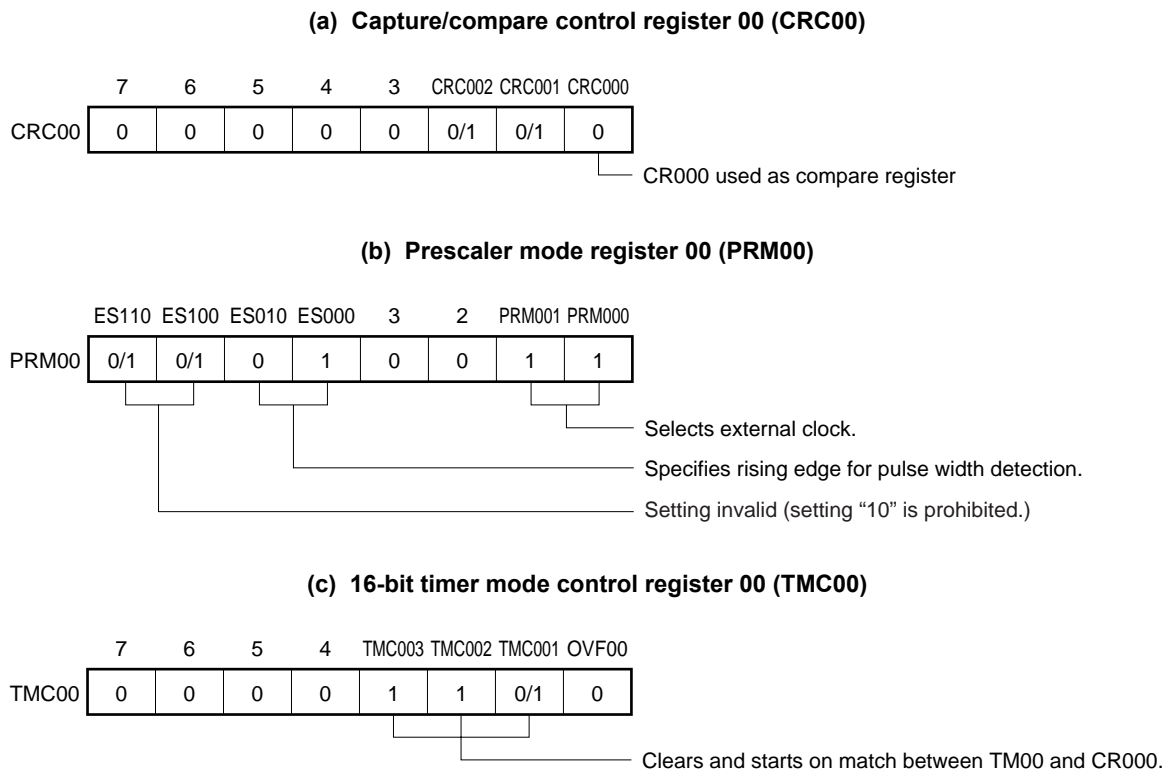 (a) Capture/compare control register 00 (CRC00)
7 6 5 4 3 CRC002 CRC001 CRC000
CRC00 0 0 0 0 0 0/1 0/1 0
CR000 used as compare register
(b) Prescaler mode register 00 (PRM00)
ES110 ES100 ES010 ES000 3 2 PRM001 PRM000
PRM00 0/1 0/1 0 1 0 0 1 1
Selects external clock.
Specifies rising edge for pulse width detection.
Setting invalid (setting “10” is prohibited.)
(c) 16-bit timer mode control register 00 (TMC00)
7 6 5 4 TMC003 TMC002 TMC001 OVF00
TMC00 0 0 0 0 1 1 0/1 0
Clears and starts on match between TM00 and CR000.